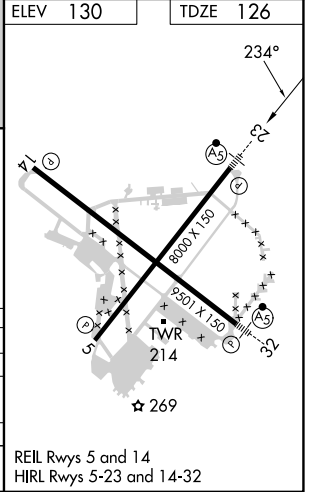 ELEV 130
TDZE 126
234°
23
A5
P
14
P
8000 X 150
9501 X 150
A5
P
TWR
214
P
5
32
269
REIL Rwys 5 and 14
HIRL Rwys 5-23 and 14-32